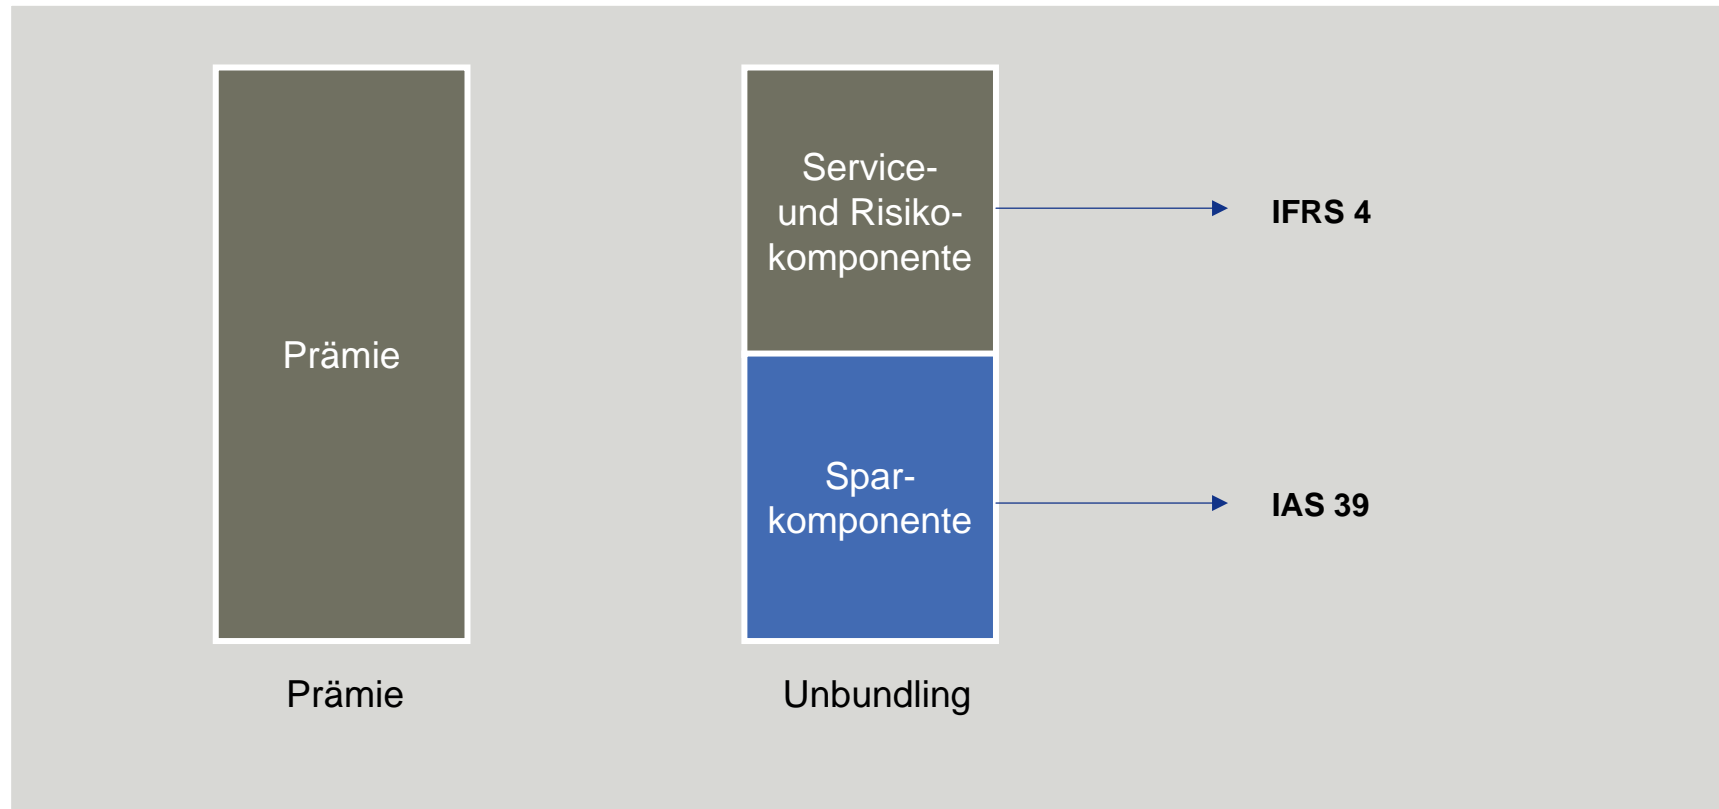 Prämie
Service-
und Risiko-
komponente
IFRS 4
Spar-
komponente
IAS 39
Prämie
Unbundling